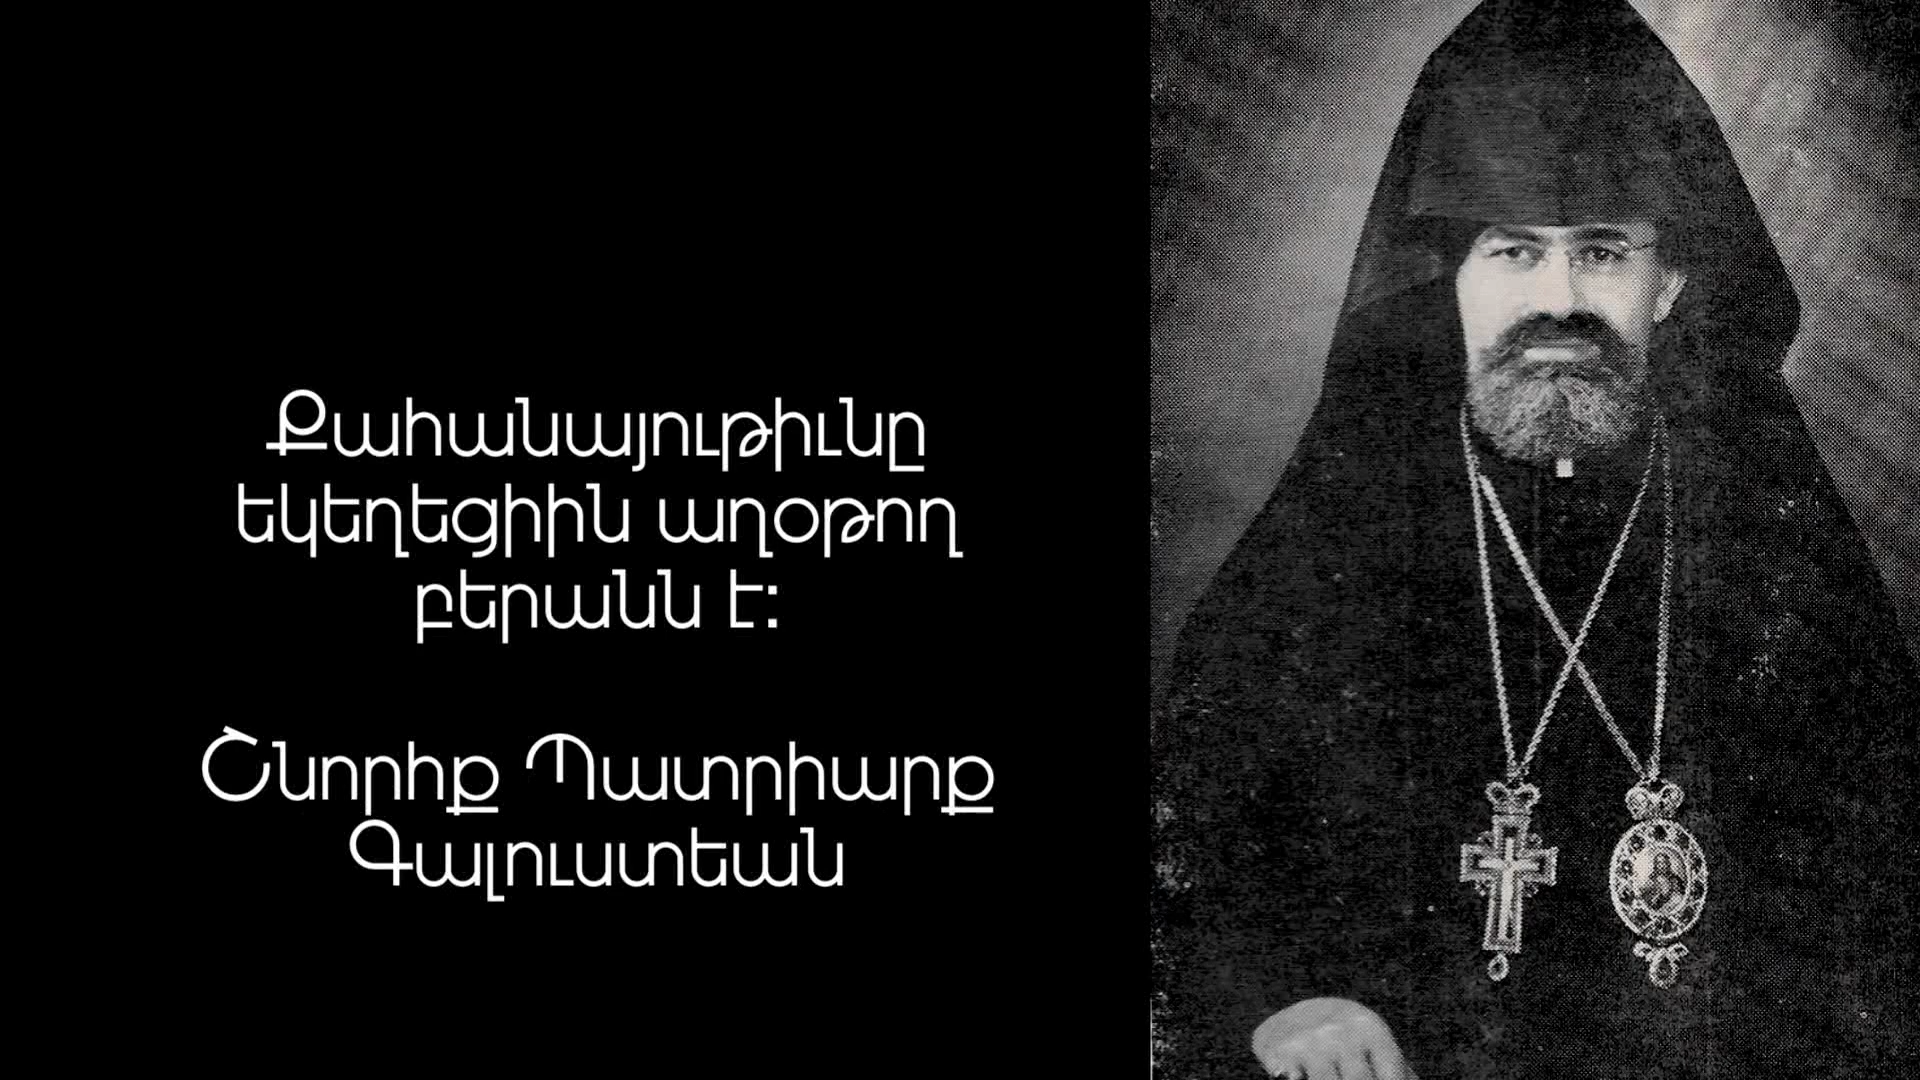 Քահանայութիւնը
եկեղեցիին աղօթող
բերանն է:
Շնորհք Պատրիարք
Գալուստեան